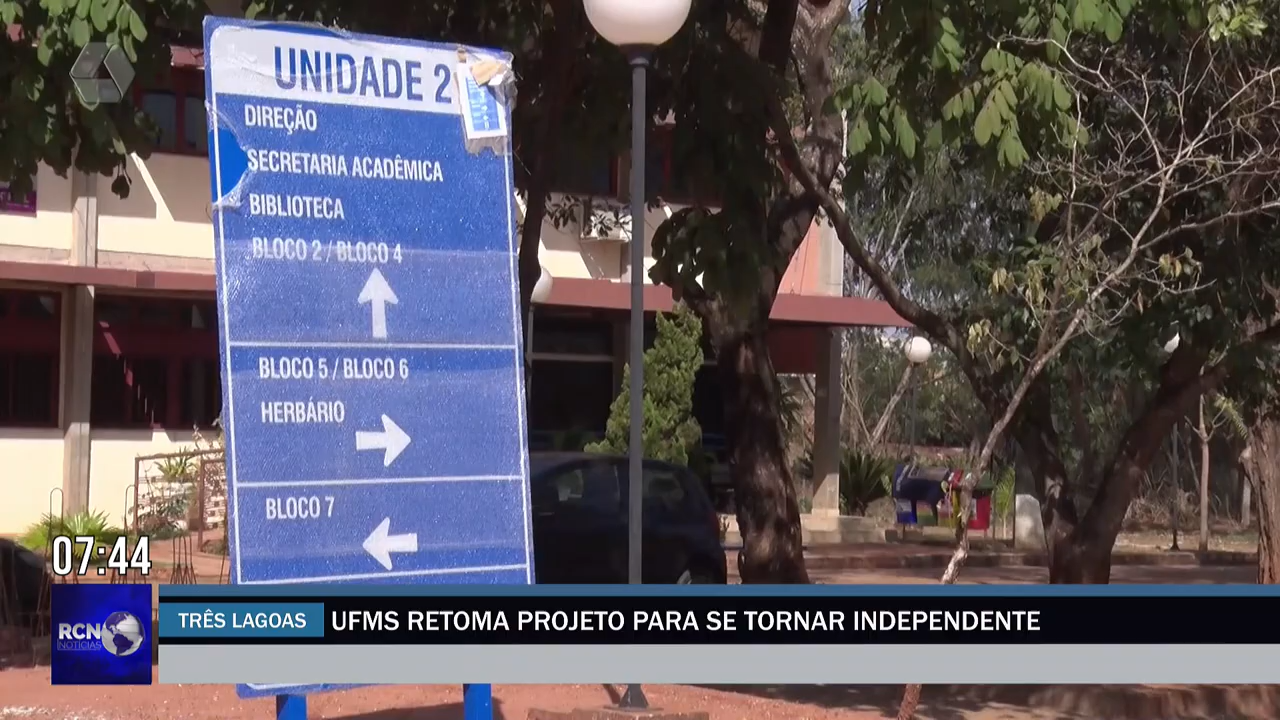 UNIDADE 2
DIREÇÃO
SECRETARIA ACADÊMICA
BIBLIOTECA
BLOCO 2 / BLOCO 4
BLOCO 5 / BLOCO 6
HERBÁRIO
BLOCO 7
07:44
RCN
NOTÍCIAS
TRÊS LAGOAS
UFMS RETOMA PROJETO PARA SE TORNAR INDEPENDENTE